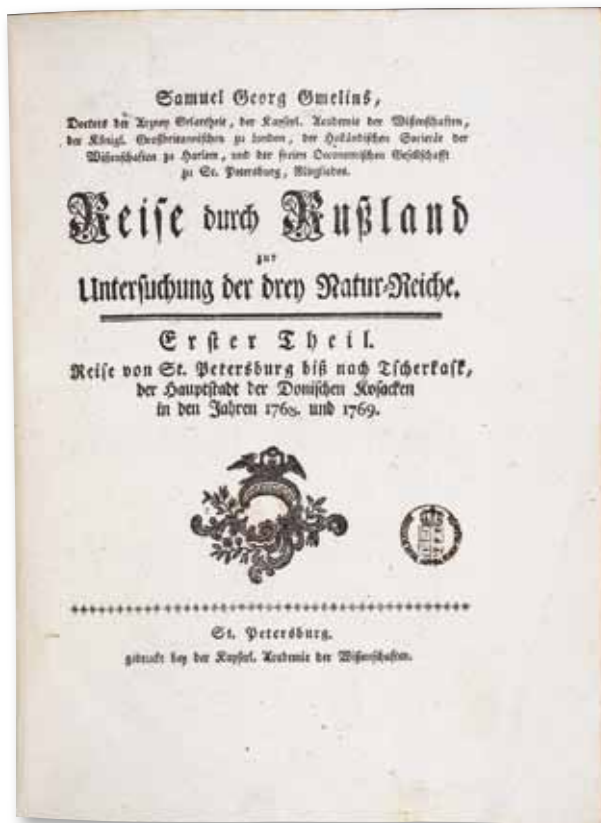 Samuel Georg Gmelins,
Doctors der Arzney Gelartheit, der Kayserl. Academie der Wißenschaften,
der Königl. Großbritannischen zu London, der Holländischen Societät der
Wißenschaften zu Harlem, und der freien Oeconomischen Gesellschafft
zu St. Petersburg, Mitgliedes.
Reise durch Rußland
zur
Untersuchung der drey Natur-Reiche.
Erster Theil.
Reise von St. Petersburg biß nach Tscherkask,
der Hauptstadt der Donischen Kosacken
in den Jahren 1768. und 1769.
St. Petersburg.
gedruckt bey der Kayserl. Academie der Wißenschaften.